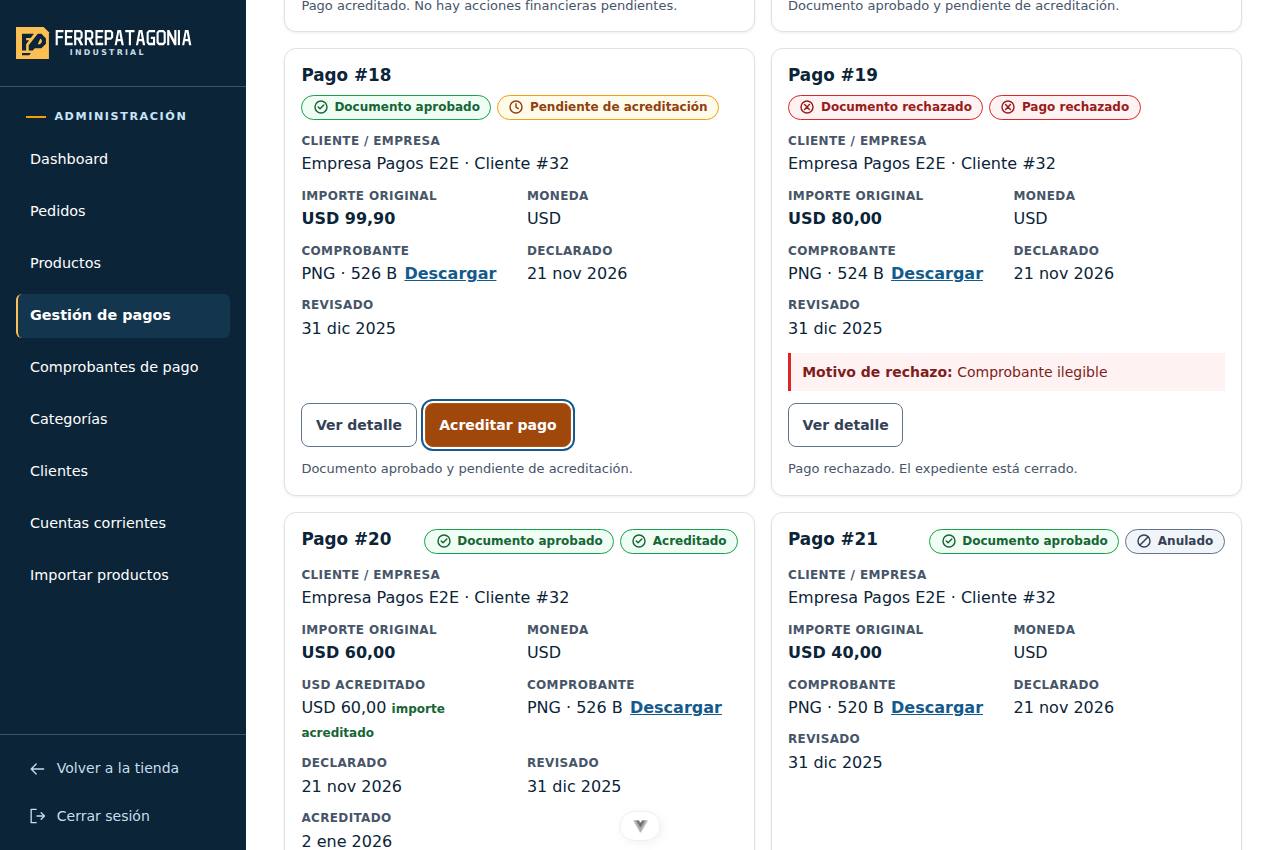 FERREPATAGONIA
INDUSTRIAL
ADMINISTRACIÓN
Dashboard
Pedidos
Productos
Gestión de pagos
Comprobantes de pago
Categorías
Clientes
Cuentas corrientes
Importar productos
Volver a la tienda
Cerrar sesión
Pago acreditado. No hay acciones financieras pendientes.
Documento aprobado y pendiente de acreditación.
Pago #18
Documento aprobado
Pendiente de acreditación
CLIENTE / EMPRESA
Empresa Pagos E2E · Cliente #32
IMPORTE ORIGINAL
USD 99,90
MONEDA
USD
COMPROBANTE
PNG · 526 B Descargar
DECLARADO
21 nov 2026
REVISADO
31 dic 2025
Ver detalle
Acreditar pago
Documento aprobado y pendiente de acreditación.
Pago #19
Documento rechazado
Pago rechazado
CLIENTE / EMPRESA
Empresa Pagos E2E · Cliente #32
IMPORTE ORIGINAL
USD 80,00
MONEDA
USD
COMPROBANTE
PNG · 524 B Descargar
DECLARADO
21 nov 2026
REVISADO
31 dic 2025
Motivo de rechazo: Comprobante ilegible
Ver detalle
Pago rechazado. El expediente está cerrado.
Pago #20
Documento aprobado
Acreditado
CLIENTE / EMPRESA
Empresa Pagos E2E · Cliente #32
IMPORTE ORIGINAL
USD 60,00
MONEDA
USD
USD ACREDITADO
USD 60,00 importe
acreditado
COMPROBANTE
PNG · 526 B Descargar
DECLARADO
21 nov 2026
REVISADO
31 dic 2025
ACREDITADO
2 ene 2026
Pago #21
Documento aprobado
Anulado
CLIENTE / EMPRESA
Empresa Pagos E2E · Cliente #32
IMPORTE ORIGINAL
USD 40,00
MONEDA
USD
COMPROBANTE
PNG · 520 B Descargar
DECLARADO
21 nov 2026
REVISADO
31 dic 2025